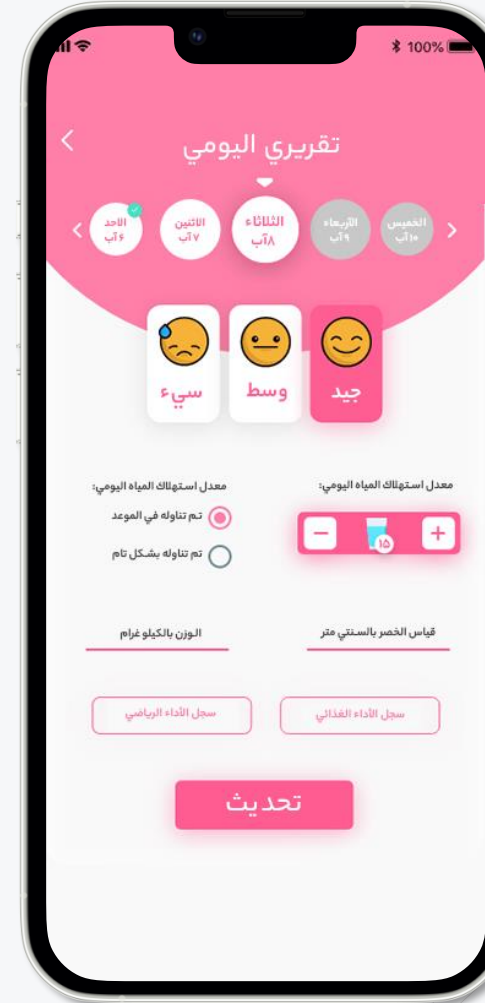 100%
تقريري اليومي
الخميس
١٠ آب
الأربعاء
٩ آب
الثلاثاء
٨ آب
الاثنين
٧ آب
الاحد
٦ آب
جيد
وسط
سيء
معدل استهلاك المياه اليومي:
١٥
معدل استهلاك المياه اليومي:
تم تناوله في الموعد
تم تناوله بشكل تام
قياس الخصر بالسنتي متر
الوزن بالكيلو غرام
سجل الأداء الغذائي
سجل الأداء الرياضي
تحديث